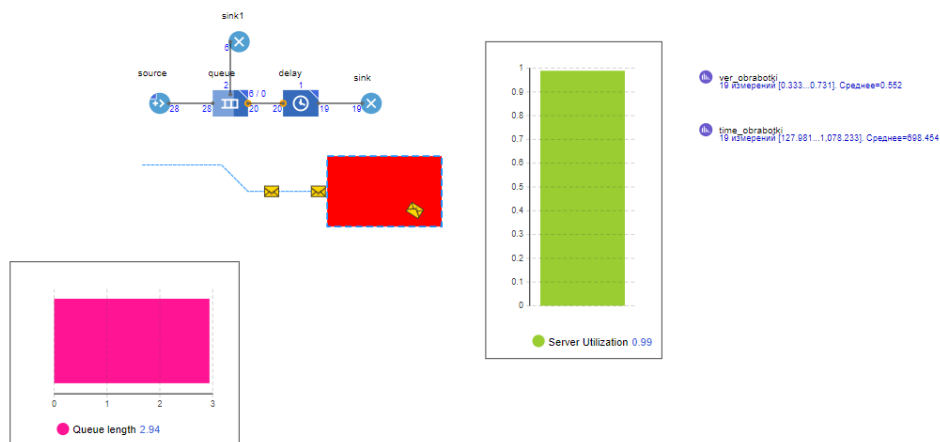 sink1
6
source
queue
delay
sink
2
1
6 / 0
28
28
20
20
19
19
ver_obrabotki
19 измерений [0.333...0.731]. Среднее=0.552
time_obrabotki
19 измерений [127.981...1,078.233]. Среднее=698.454
1
0.9
0.8
0.7
0.6
0.5
0.4
0.3
0.2
0.1
0
Server Utilization 0.99
0 1 2 3
Queue length 2.94